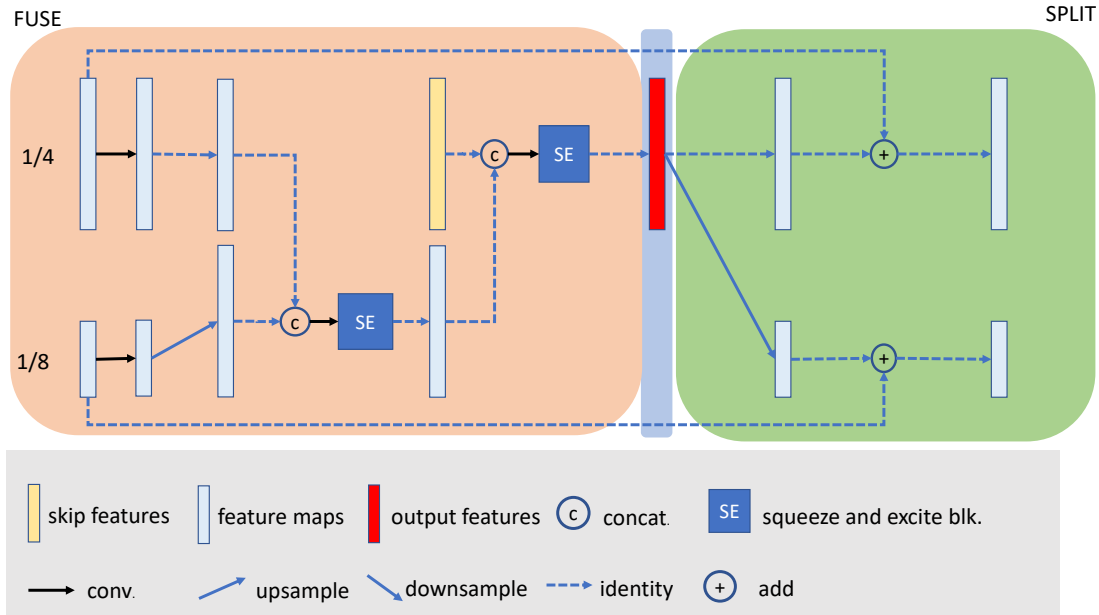 FUSE
SPLIT
1/4
SE
c
+
c
SE
1/8
+
skip features
feature maps
output features
c
concat.
SE
squeeze and excite blk.
conv.
upsample
downsample
identity
+
add